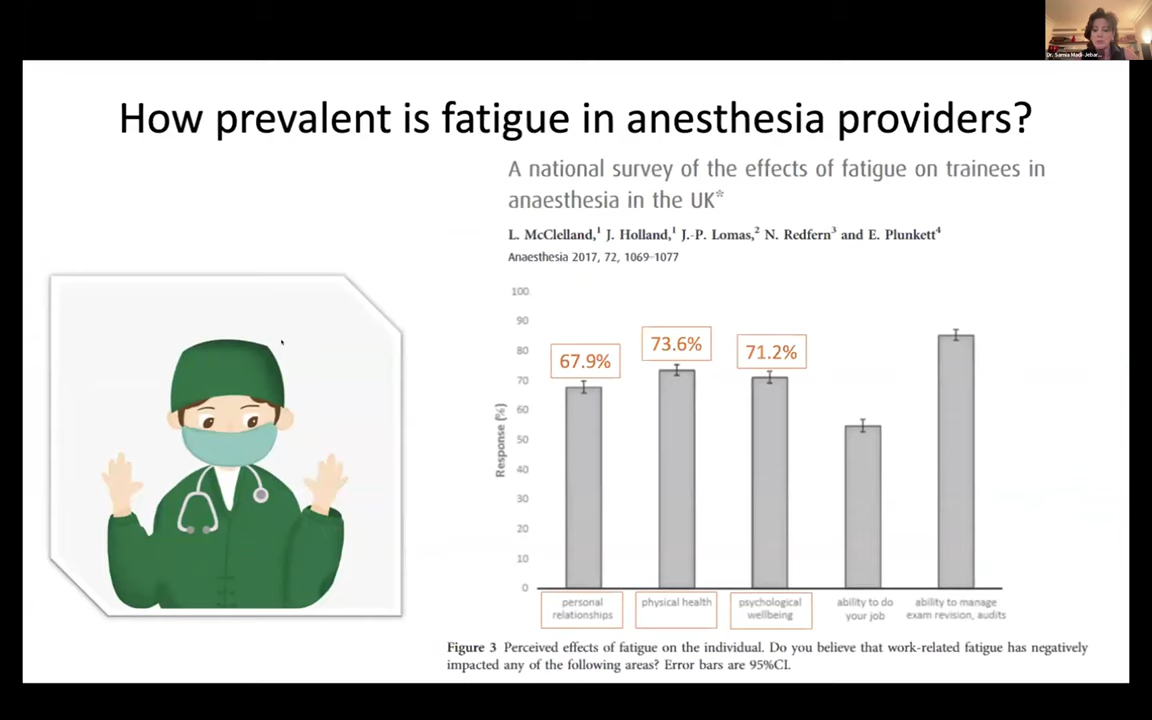 Dr. Samia Madi-Jebar...
How prevalent is fatigue in anesthesia providers?
A national survey of the effects of fatigue on trainees in
anaesthesia in the UK*
L. McClelland,¹ J. Holland,¹ J.-P. Lomas,² N. Redfern³ and E. Plunkett⁴
Anaesthesia 2017, 72, 1069–1077
100
90
80
70
60
50
40
30
20
10
0
Response (%)
67.9%
73.6%
71.2%
personal
relationships
physical health
psychological
wellbeing
ability to do
your job
ability to manage
exam revision, audits
Figure 3 Perceived effects of fatigue on the individual. Do you believe that work-related fatigue has negatively
impacted any of the following areas? Error bars are 95%CI.